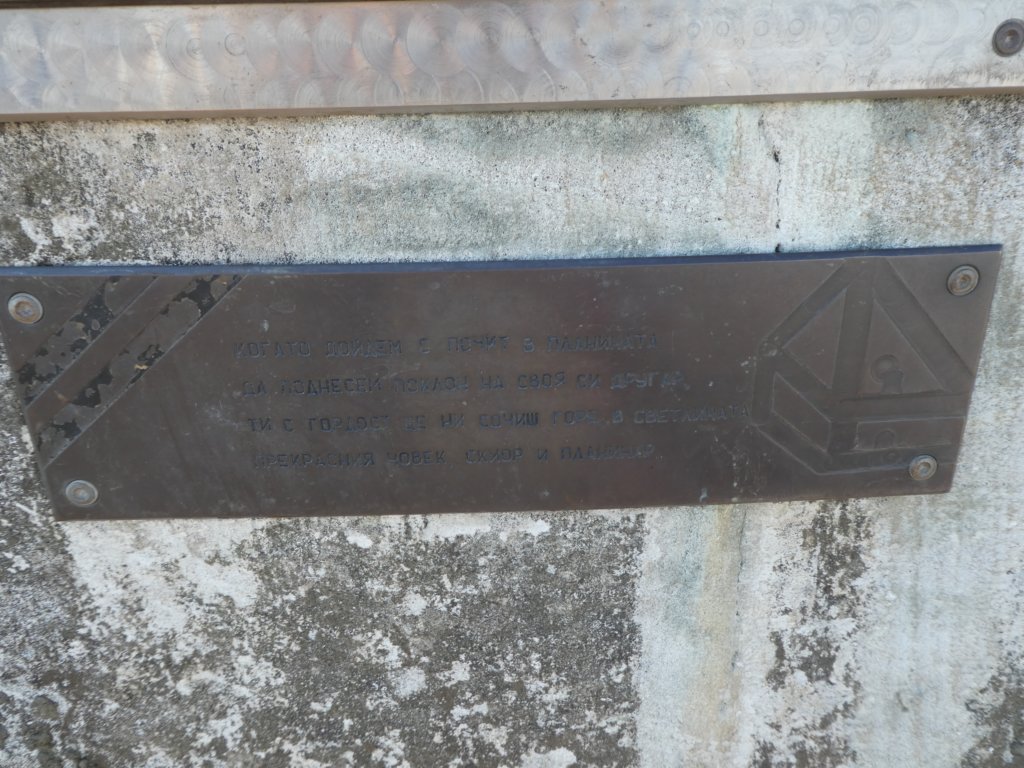 КОГАТО ДОЙДЕМ С ПОЧИТ В ПЛАНИНАТА
ДА ПОДНЕСЕМ ПОКЛОН НА СВОЯ СИ ДРУГАР,
ТИ С ГОРДОСТ ЩЕ НИ СОЧИШ ГОРЕ, В СВЕТЛИНАТА
ПРЕКРАСНИЯ ЧОВЕК, СКИОР И ПЛАНИНАР.